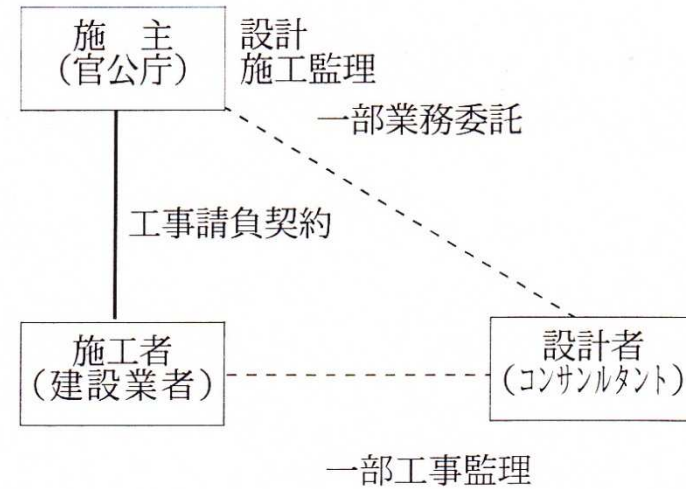 施 主
(官公庁)
設計
施工監理
一部業務委託
工事請負契約
施工者
(建設業者)
設計者
(コンサンルタント)
一部工事監理